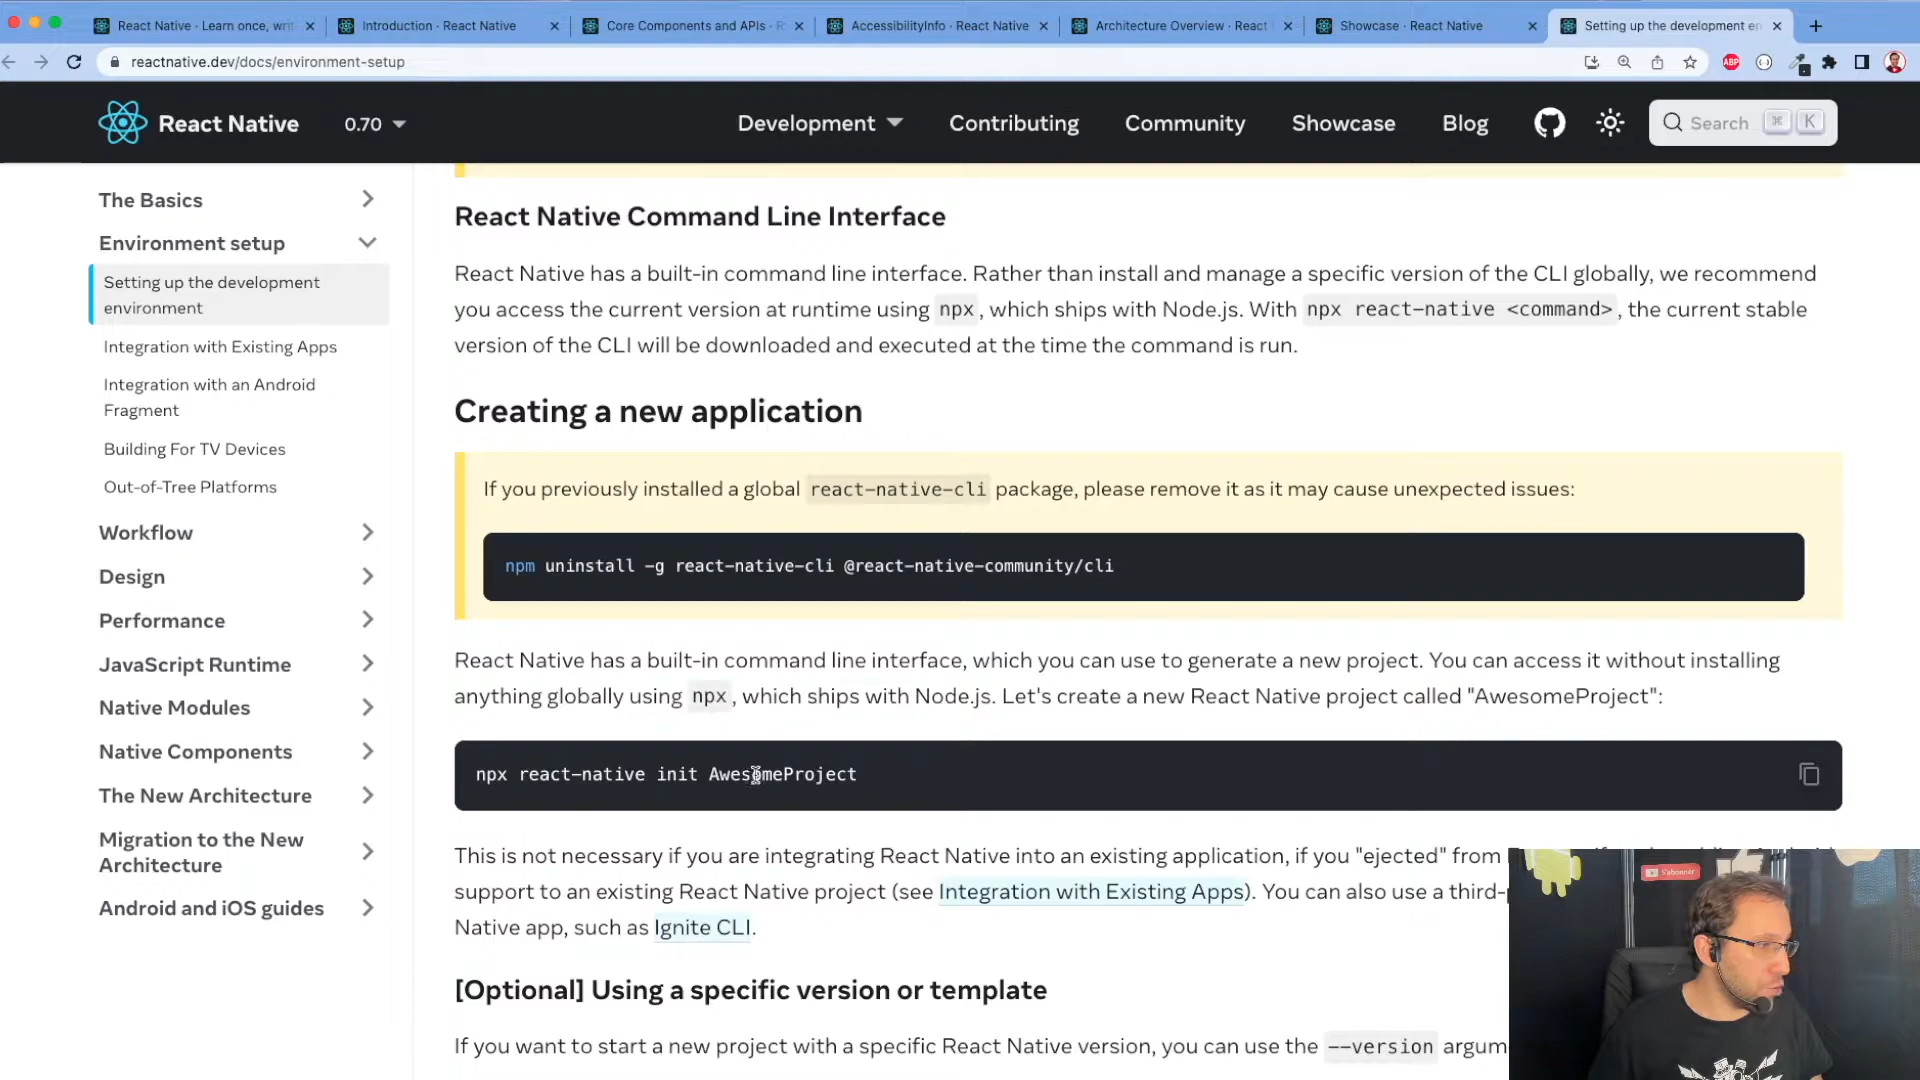 React Native · Learn once, writ
Introduction · React Native
Core Components and APIs · R
AccessibilityInfo · React Native
Architecture Overview · React
Showcase · React Native
Setting up the development en
reactnative.dev/docs/environment-setup
ABP
React Native
0.70
Development
Contributing
Community
Showcase
Blog
Search ⌘ K
The Basics
Environment setup
Setting up the development
environment
Integration with Existing Apps
Integration with an Android
Fragment
Building For TV Devices
Out-of-Tree Platforms
Workflow
Design
Performance
JavaScript Runtime
Native Modules
Native Components
The New Architecture
Migration to the New
Architecture
Android and iOS guides
React Native Command Line Interface
React Native has a built-in command line interface. Rather than install and manage a specific version of the CLI globally, we recommend
you access the current version at runtime using npx, which ships with Node.js. With npx react-native <command>, the current stable
version of the CLI will be downloaded and executed at the time the command is run.
Creating a new application
If you previously installed a global react-native-cli package, please remove it as it may cause unexpected issues:
npm uninstall -g react-native-cli @react-native-community/cli
React Native has a built-in command line interface, which you can use to generate a new project. You can access it without installing
anything globally using npx, which ships with Node.js. Let's create a new React Native project called "AwesomeProject":
npx react-native init AwesomeProject
This is not necessary if you are integrating React Native into an existing application, if you "ejected" from
support to an existing React Native project (see Integration with Existing Apps). You can also use a third-p
Native app, such as Ignite CLI.
[Optional] Using a specific version or template
If you want to start a new project with a specific React Native version, you can use the --version argum
S'abonner